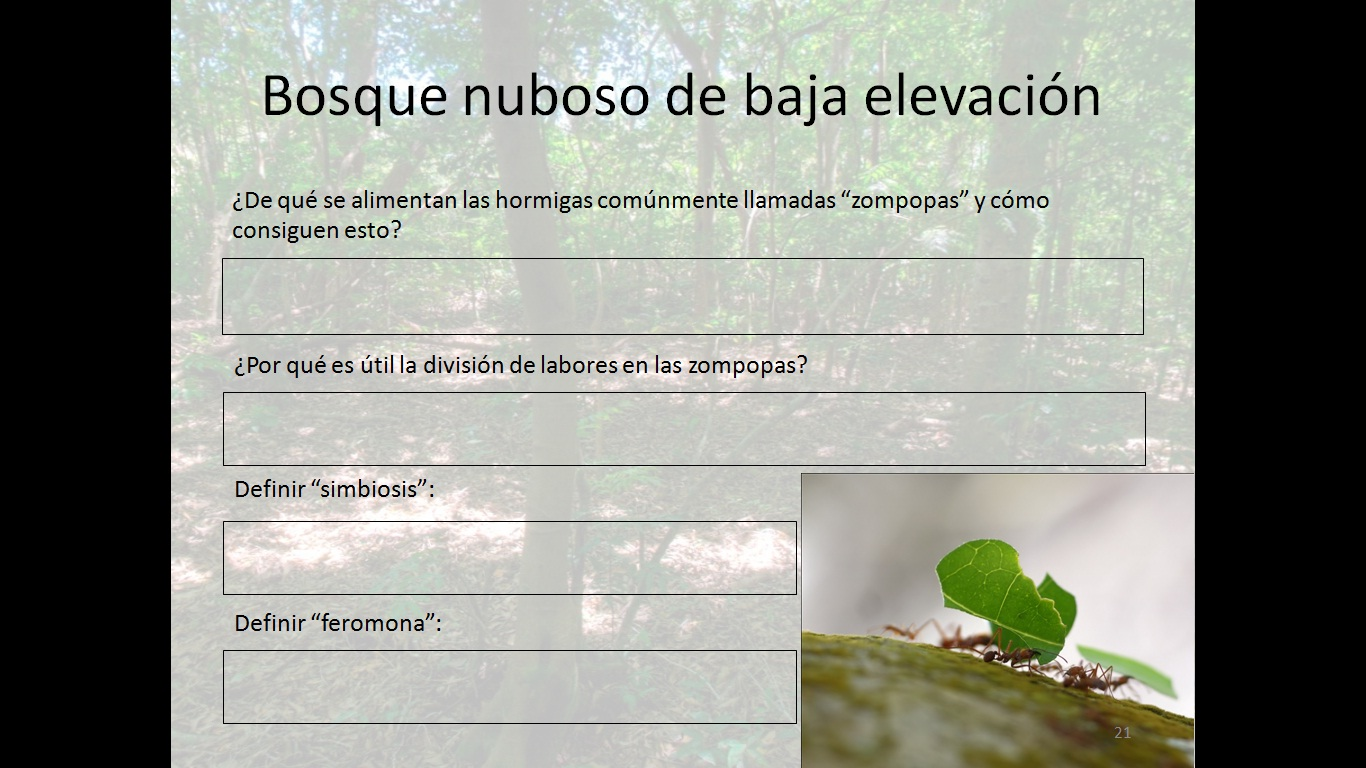 Bosque nuboso de baja elevación
¿De qué se alimentan las hormigas comúnmente llamadas “zompopas” y cómo
consiguen esto?
¿Por qué es útil la división de labores en las zompopas?
Definir “simbiosis”:
Definir “feromona”:
21